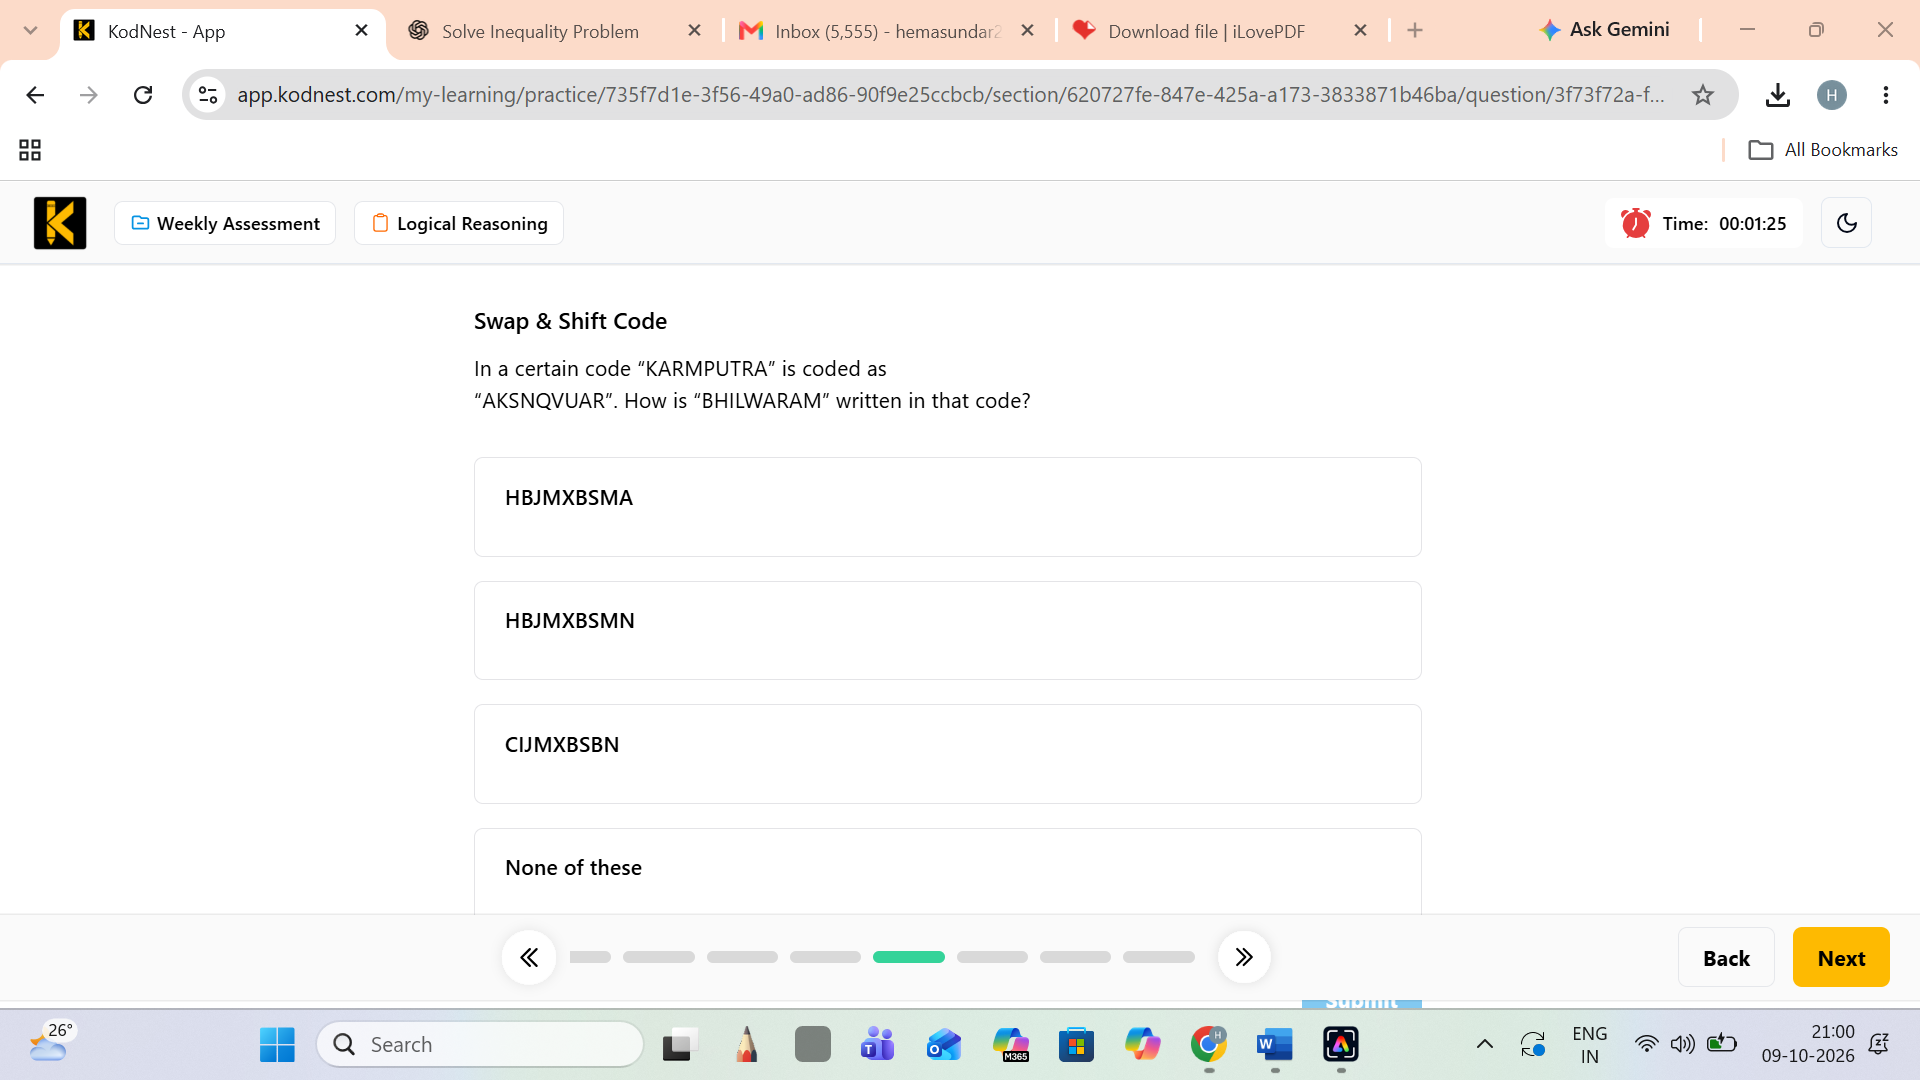 KodNest - App
Solve Inequality Problem
Inbox (5,555) - hemasundar2
Download file | iLovePDF
Ask Gemini
app.kodnest.com/my-learning/practice/735f7d1e-3f56-49a0-ad86-90f9e25ccbcb/section/620727fe-847e-425a-a173-3833871b46ba/question/3f73f72a-f...
H
All Bookmarks
Weekly Assessment
Logical Reasoning
Time: 00:01:25
Swap & Shift Code
In a certain code “KARMPUTRA” is coded as
“AKSNQVUAR”. How is “BHILWARAM” written in that code?
HBJMXBSMA
HBJMXBSMN
CIJMXBSBN
None of these
Back
Next
Submit
26°
Search
M365
H
ENG
IN
21:00
09-10-2026